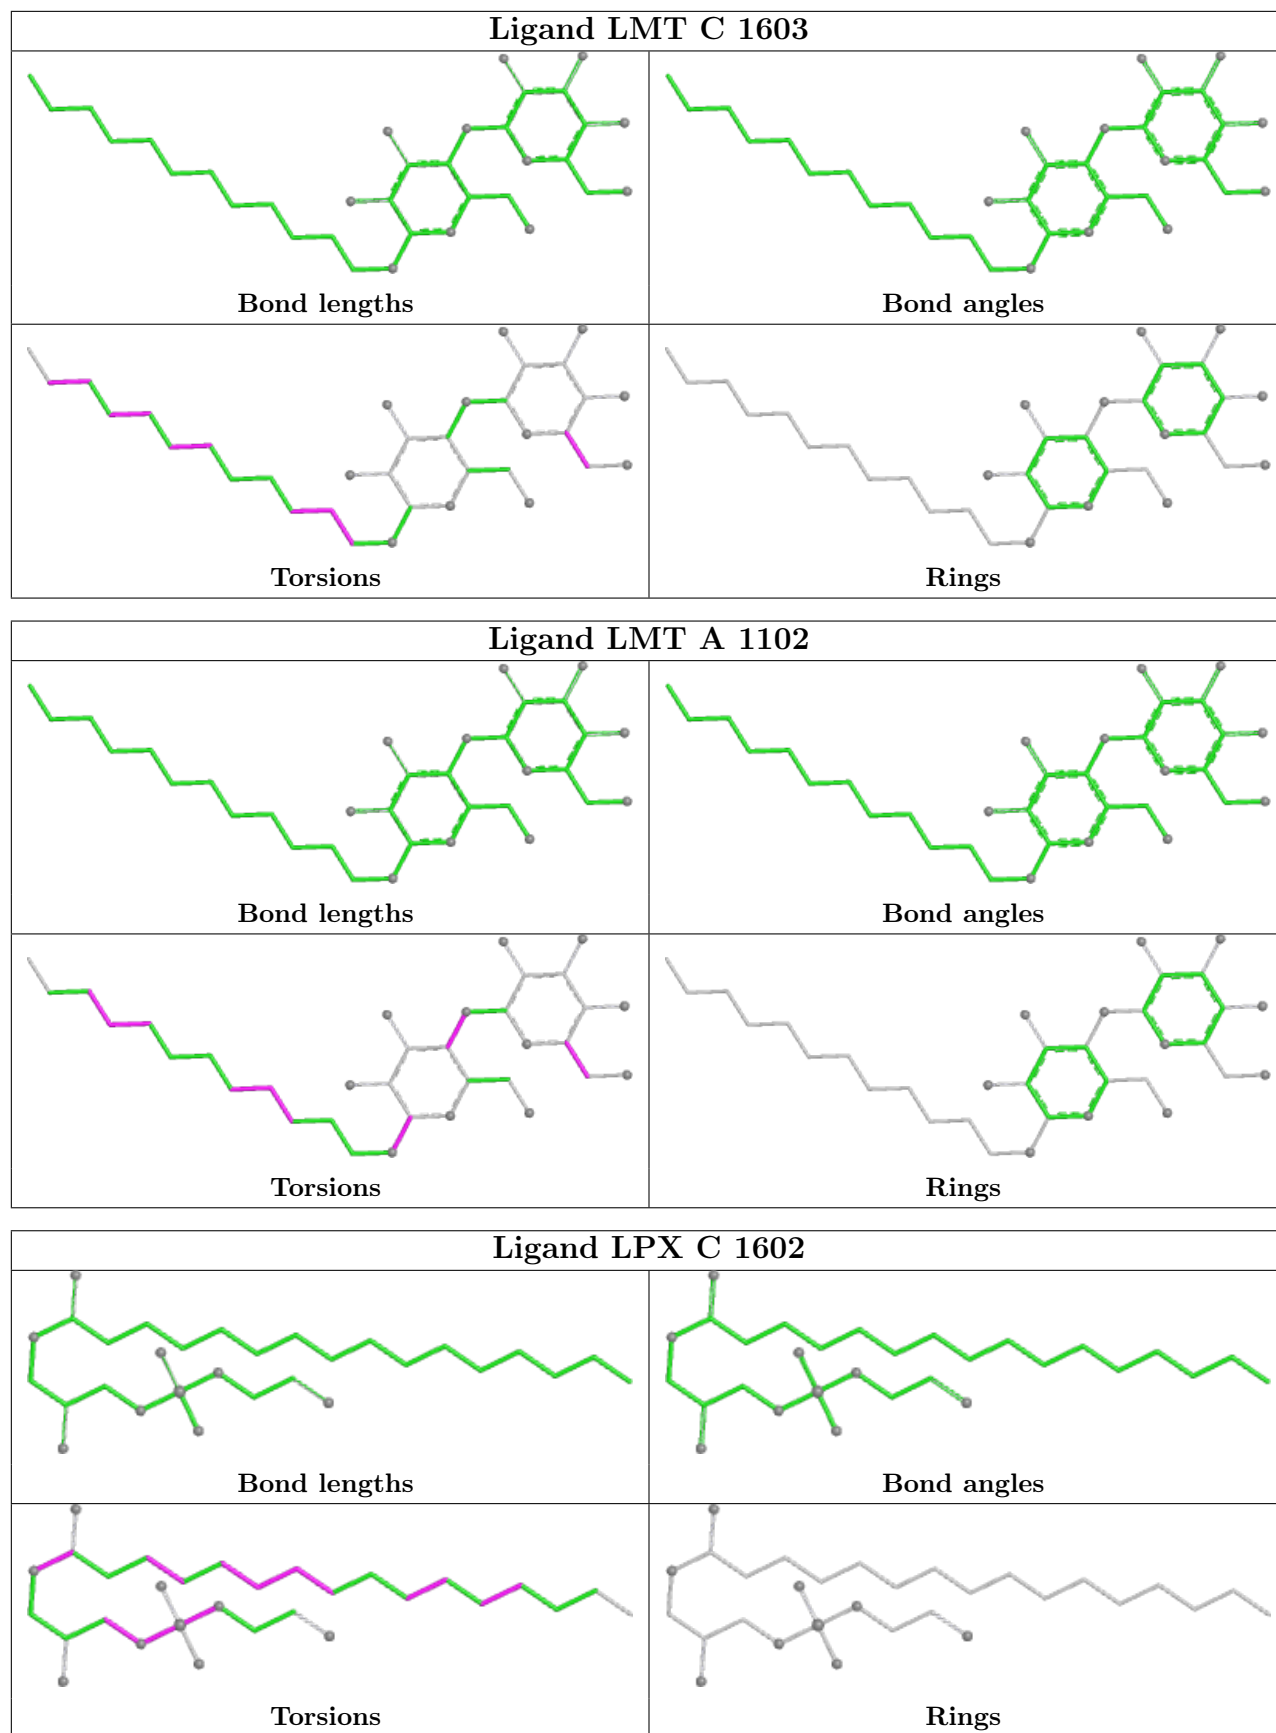 Ligand LMT C 1603
Bond lengths
Bond angles
Torsions
Rings
Ligand LMT A 1102
Bond lengths
Bond angles
Torsions
Rings
Ligand LPX C 1602
Bond lengths
Bond angles
Torsions
Rings